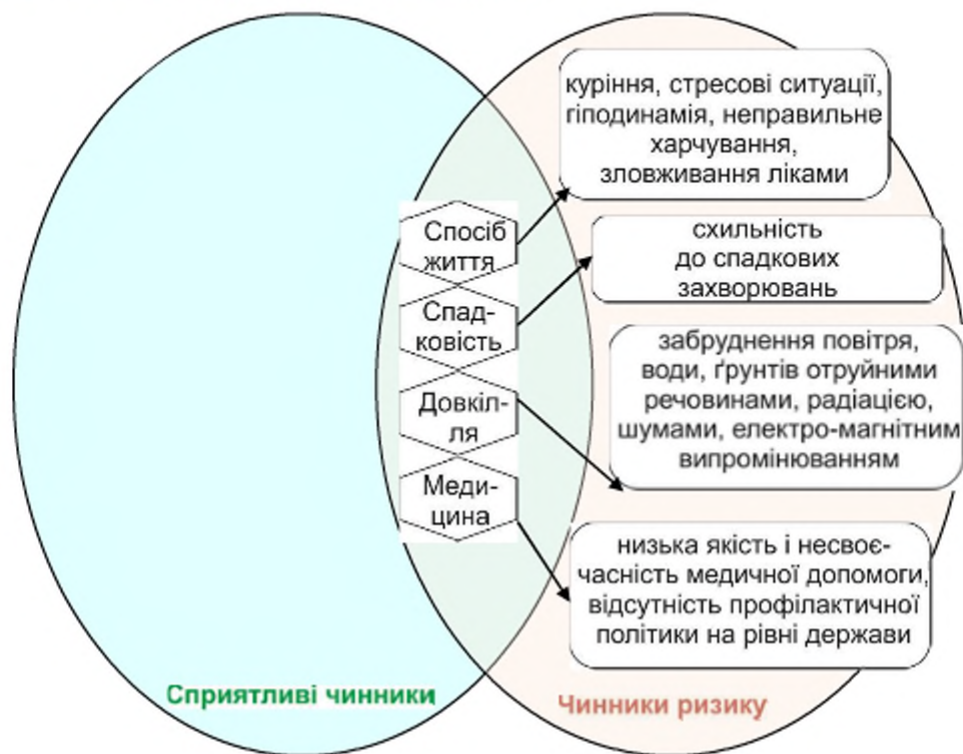 куріння, стресові ситуації,
гіподинамія, неправильне
харчування,
зловживання ліками
Спосіб
життя
схильність
до спадкових
захворювань
Спад-
ковість
забруднення повітря,
води, ґрунтів отруйними
речовинами, радіацією,
шумами, електро-магнітним
випромінюванням
Довкіл-
ля
Меди-
цина
низька якість і несвоє-
часність медичної допомоги,
відсутність профілактичної
політики на рівні держави
Сприятливі чинники
Чинники ризику